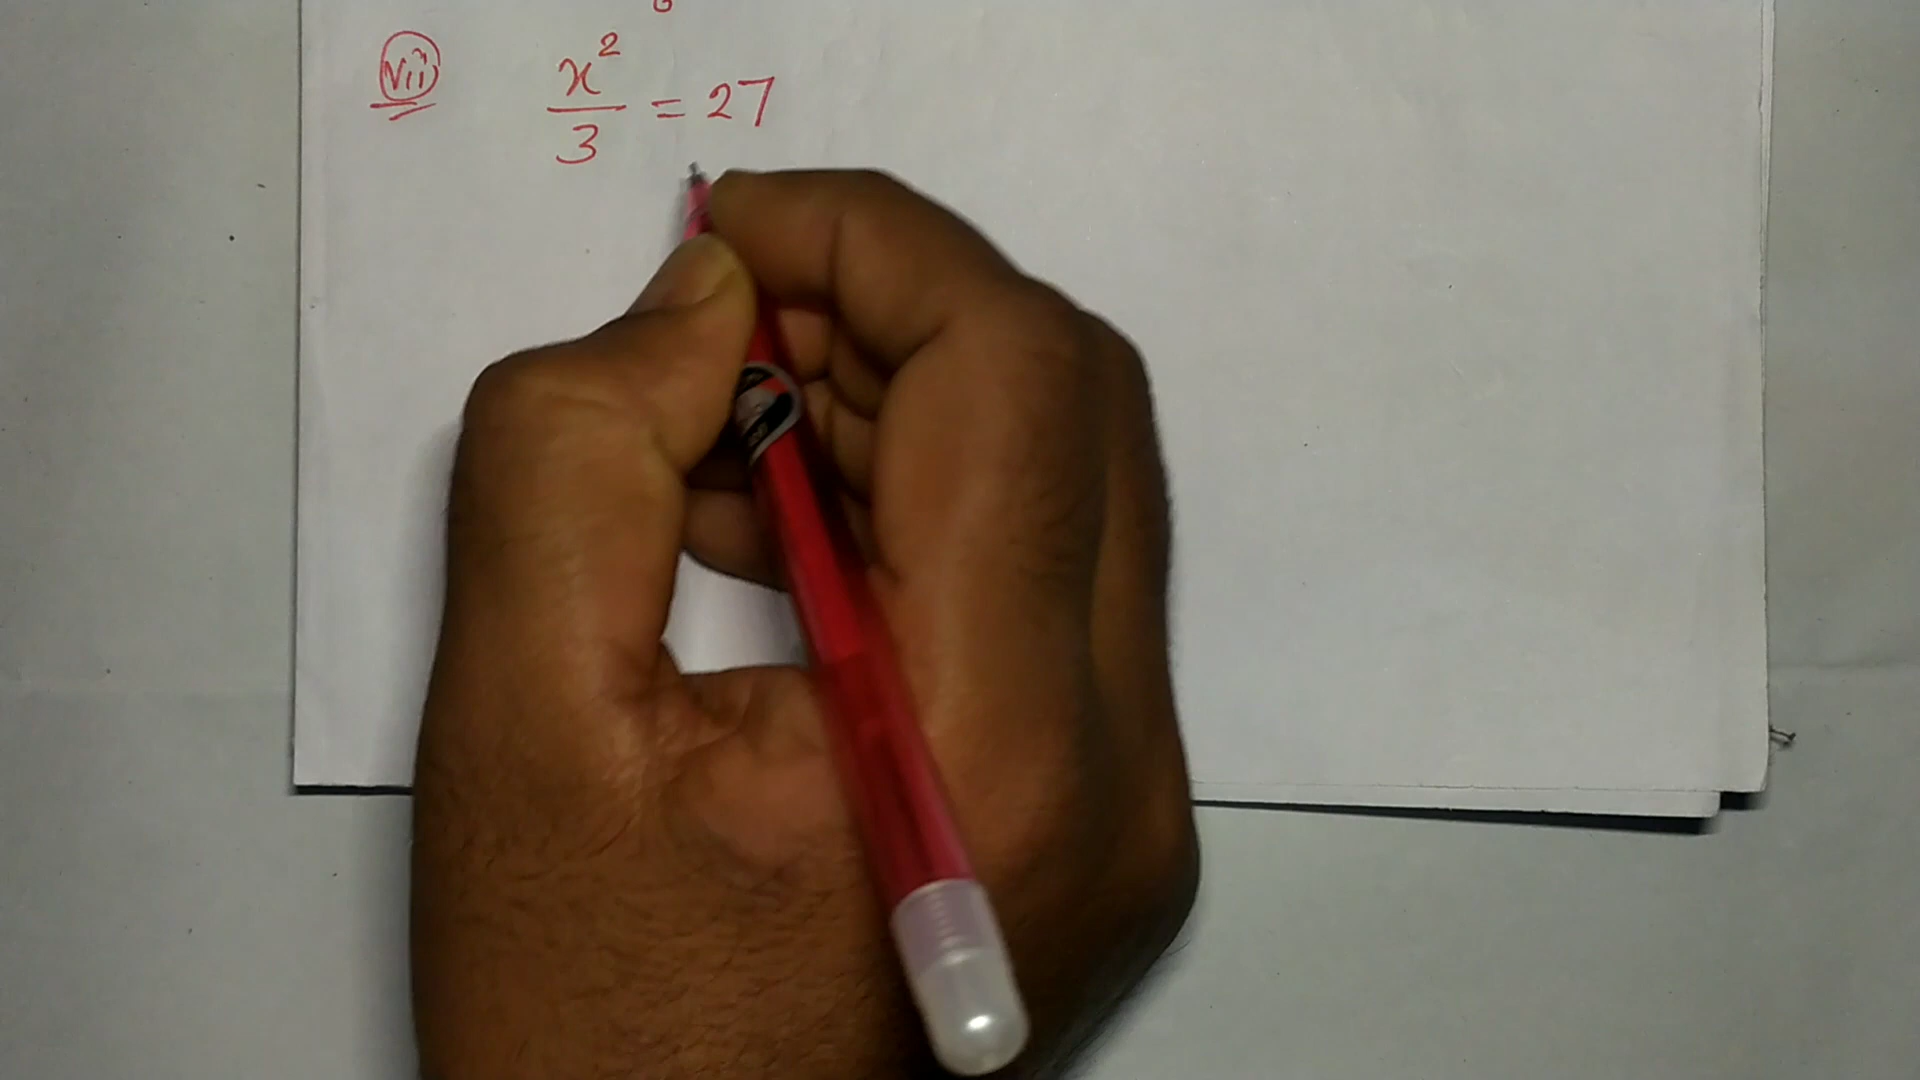 (vii) x²/3 = 27